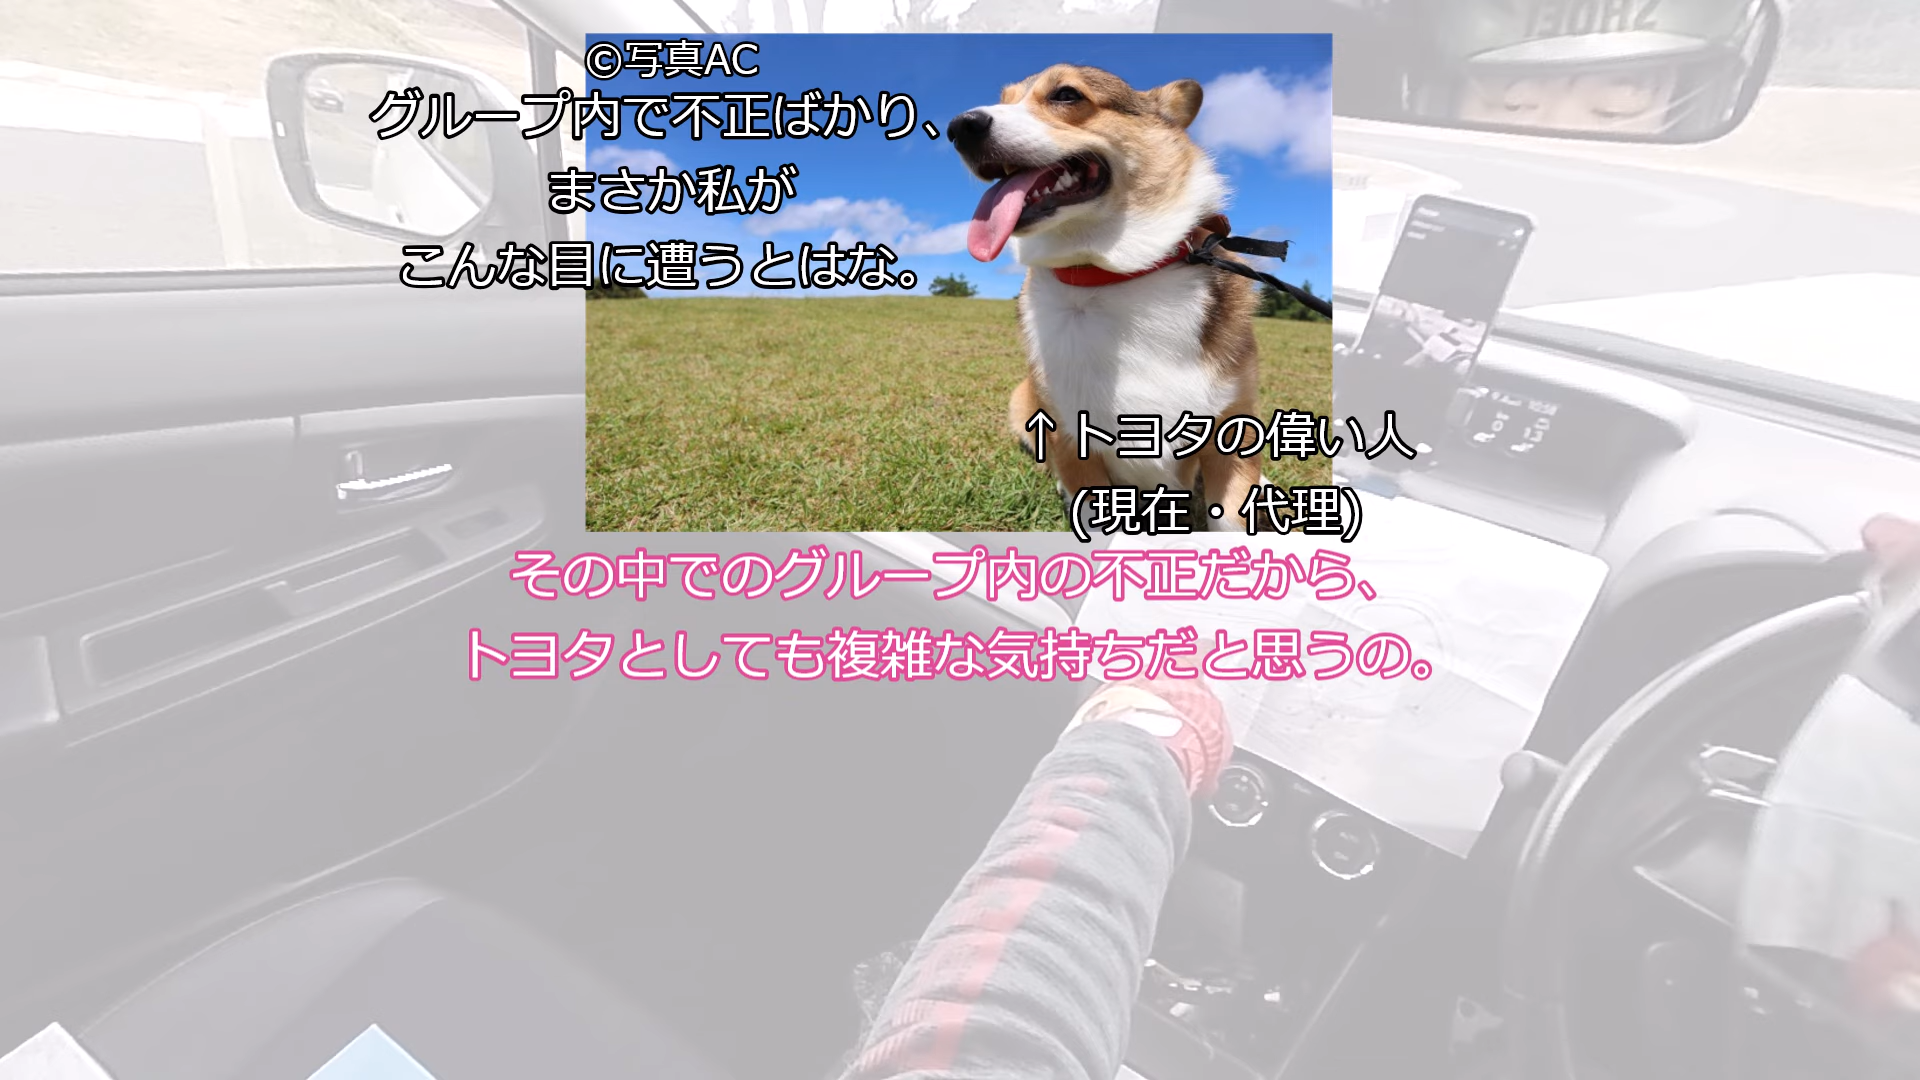 ©写真AC
グループ内で不正ばかり、
まさか私が
こんな目に遭うとはな。
↑トヨタの偉い人
(現在・代理)
その中でのグループ内の不正だから、
トヨタとしても複雑な気持ちだと思うの。